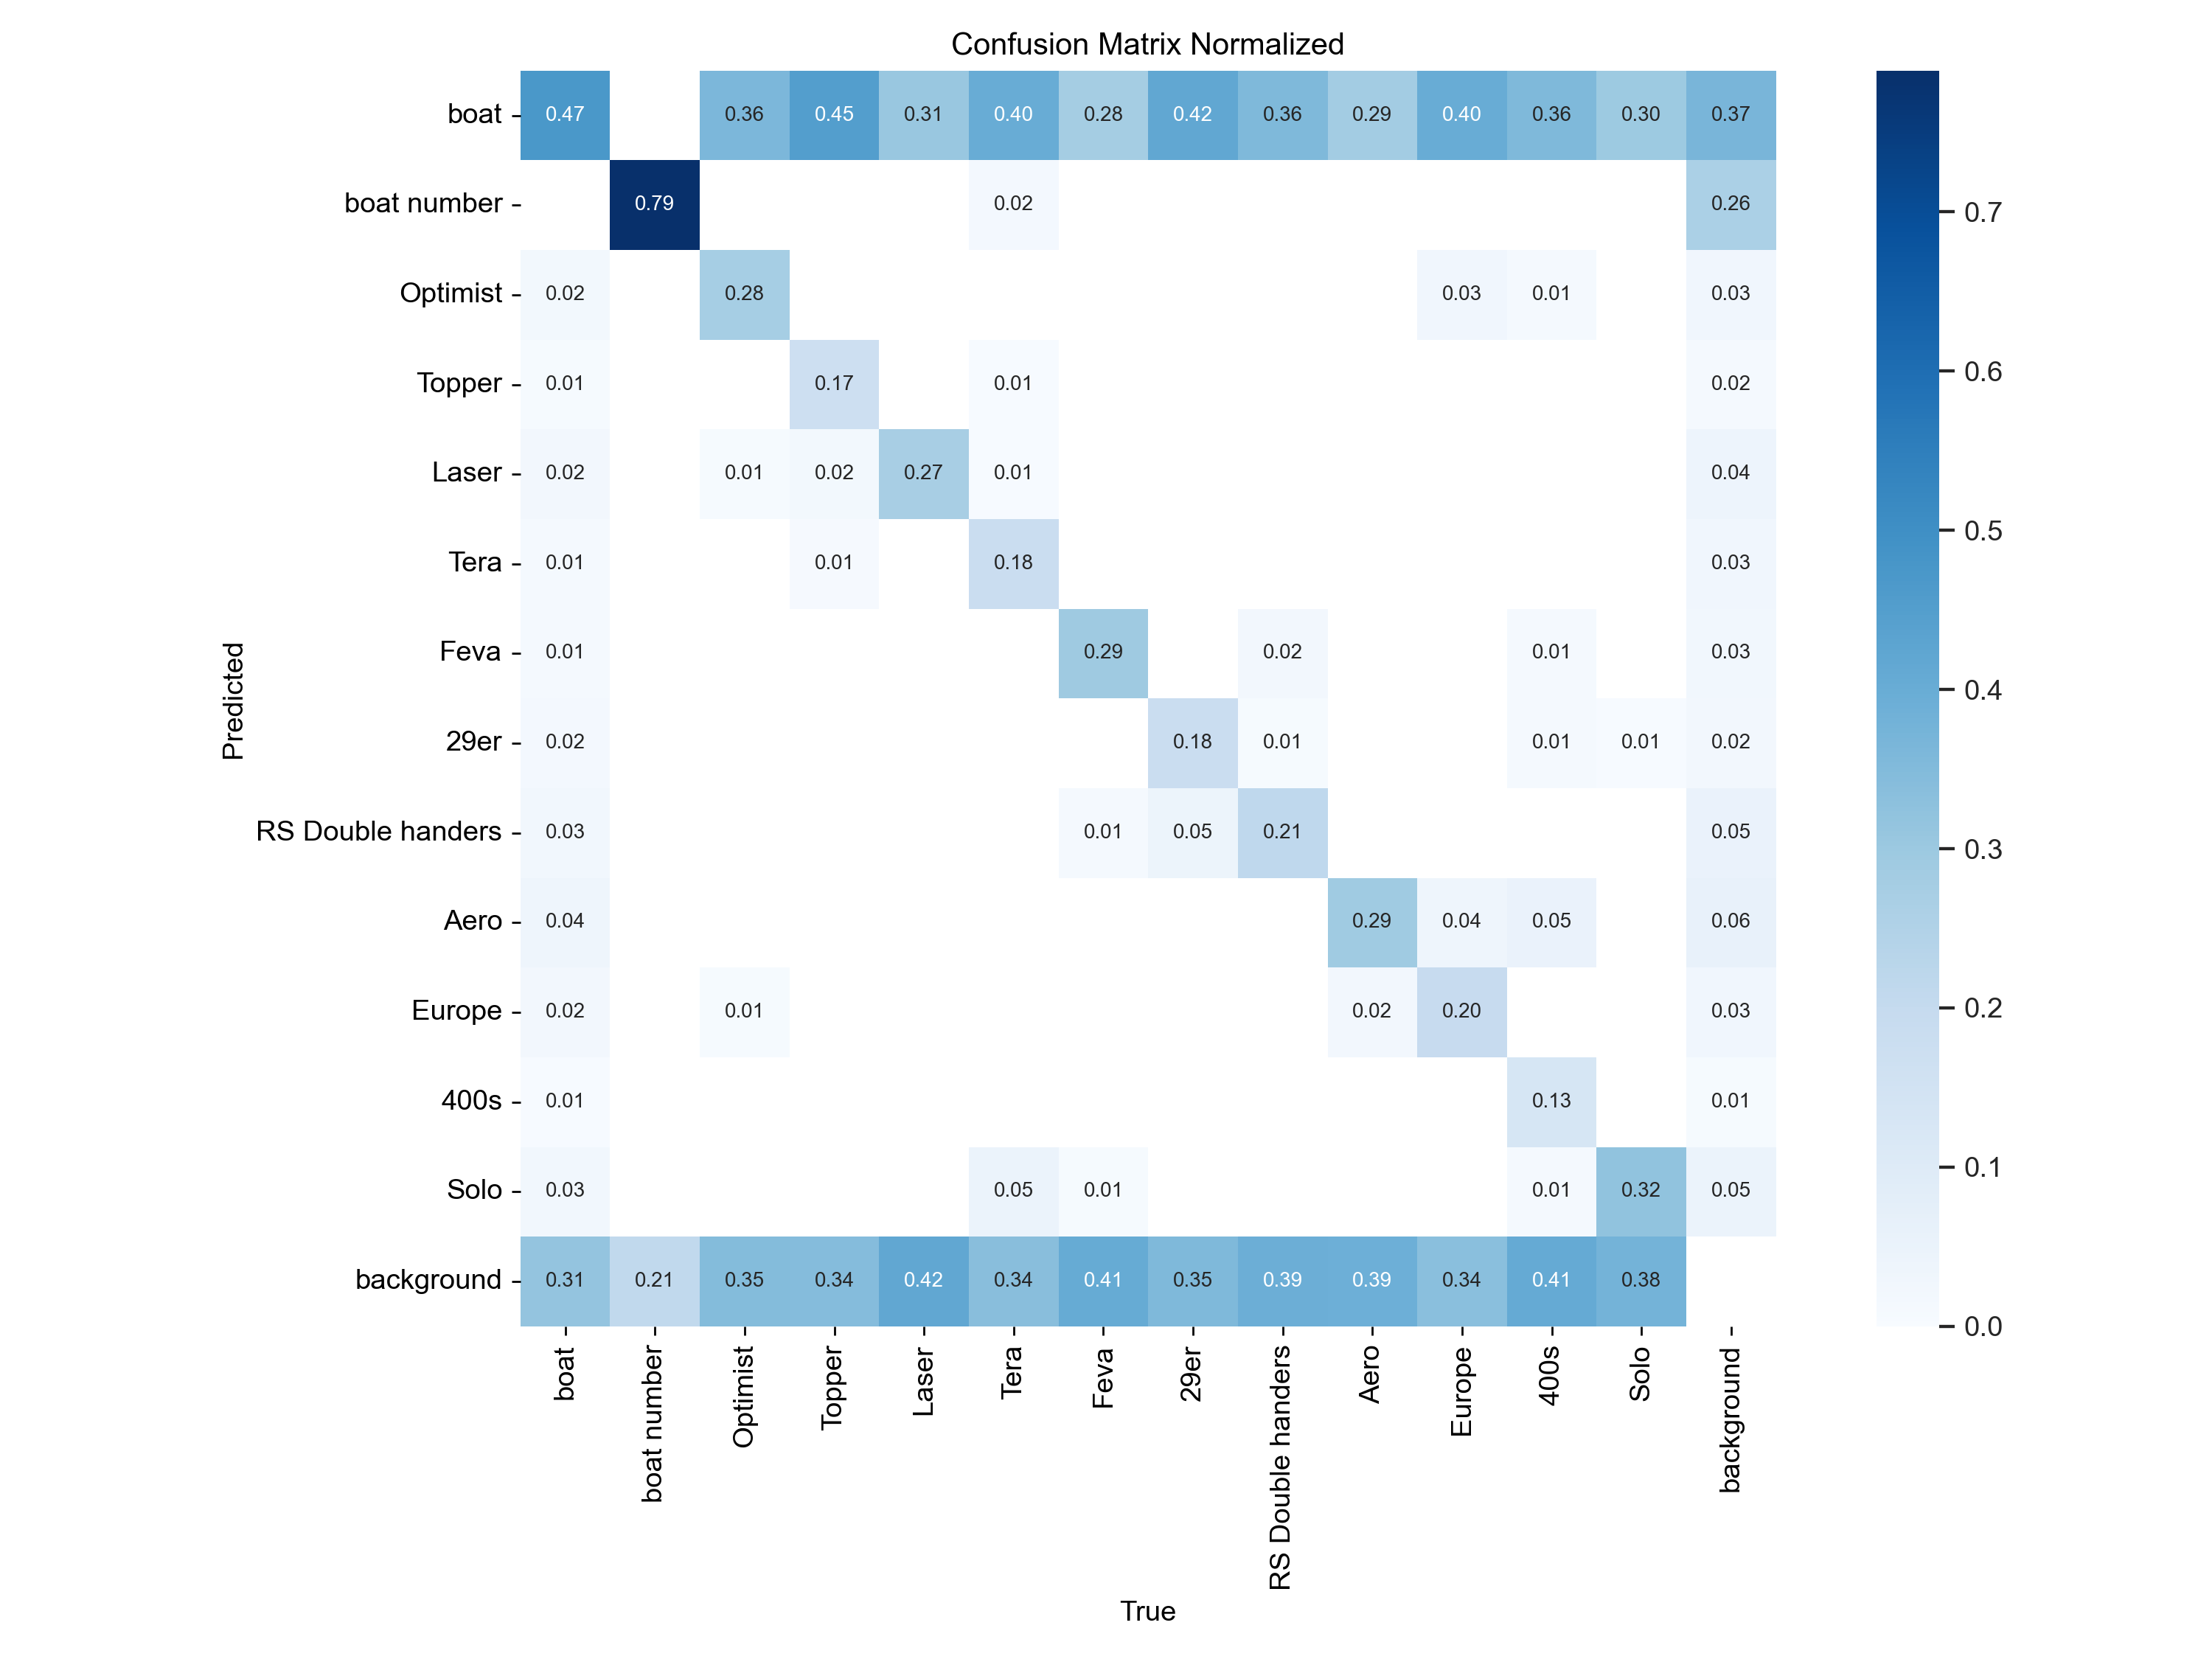 Confusion Matrix Normalized
boat 0.47 0.36 0.45 0.31 0.40 0.28 0.42 0.36 0.29 0.40 0.36 0.30 0.37
boat number 0.79 0.02 0.26 0.7
Optimist 0.02 0.28 0.03 0.01 0.03
0.6
Topper 0.01 0.17 0.01 0.02
Laser 0.02 0.01 0.02 0.27 0.01 0.04
0.5
Tera 0.01 0.01 0.18 0.03
Feva 0.01 0.29 0.02 0.01 0.03
0.4
Predicted
29er 0.02 0.18 0.01 0.01 0.01 0.02
RS Double handers 0.03 0.01 0.05 0.21 0.05
0.3
Aero 0.04 0.29 0.04 0.05 0.06
Europe 0.02 0.01 0.02 0.20 0.03
0.2
400s 0.01 0.13 0.01
0.1
Solo 0.03 0.05 0.01 0.01 0.32 0.05
background 0.31 0.21 0.35 0.34 0.42 0.34 0.41 0.35 0.39 0.39 0.34 0.41 0.38
0.0
boat
boat number
Optimist
Topper
Laser
Tera
Feva
29er
RS Double handers
Aero
Europe
400s
Solo
background
True